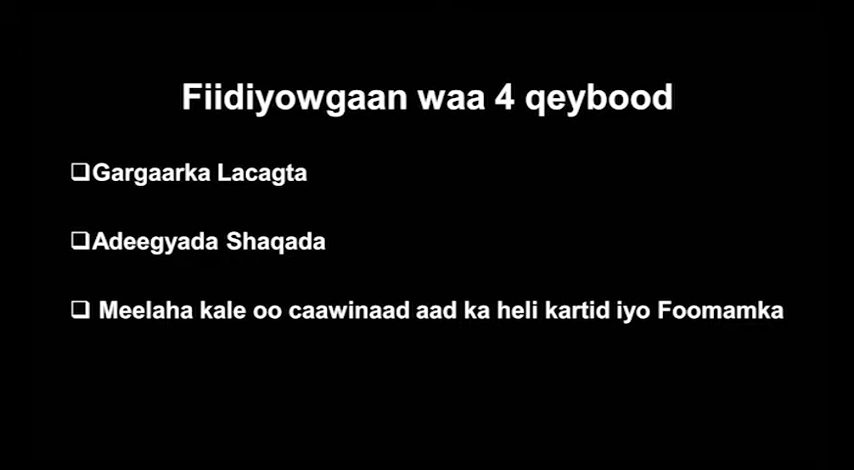 Fiidiyowgaan waa 4 qeybood
❑Gargaarka Lacagta
❑Adeegyada Shaqada
❑ Meelaha kale oo caawinaad aad ka heli kartid iyo Foomamka